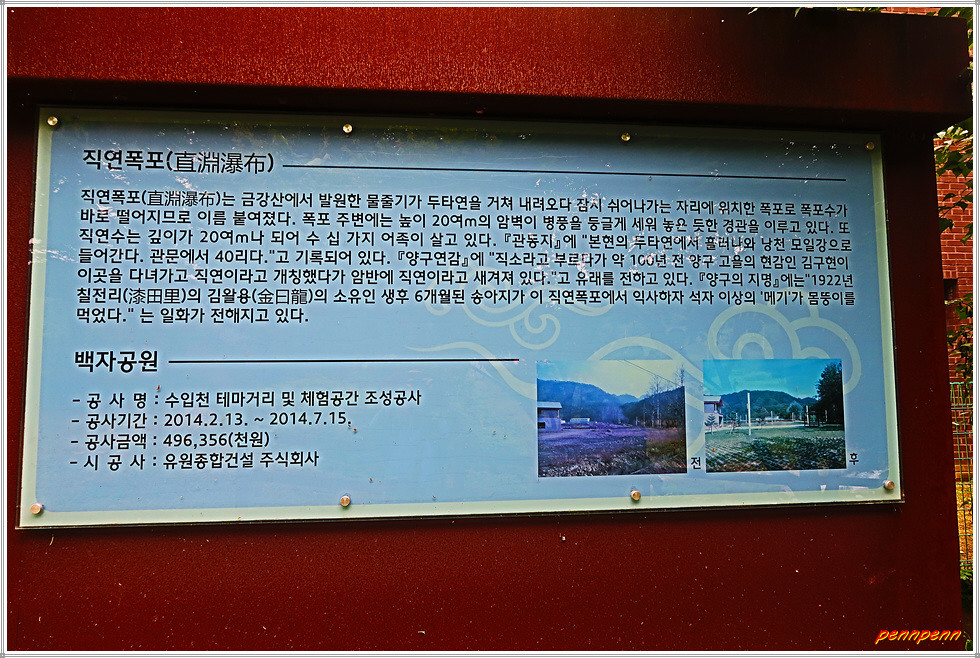 직연폭포(直淵瀑布)
직연폭포(直淵瀑布)는 금강산에서 발원한 물줄기가 두타연을 거쳐 내려오다 잠시 쉬어나가는 자리에 위치한 폭포로 폭포수가
바로 떨어지므로 이름 붙여졌다. 폭포 주변에는 높이 20여m의 암벽이 병풍을 둥글게 세워 놓은 듯한 경관을 이루고 있다. 또
직연수는 깊이가 20여m나 되어 수 십 가지 어족이 살고 있다. 『관동지』에 "본현의 두타연에서 흘러나와 낭천 모일강으로
들어간다. 관문에서 40리다."고 기록되어 있다. 『양구연감』에 "직소라고 부르다가 약 100년 전 양구 고을의 현감인 김구현이
이곳을 다녀가고 직연이라고 개칭했다가 암반에 직연이라고 새겨져 있다."고 유래를 전하고 있다. 『양구의 지명』에는"1922년
칠전리(漆田里)의 김왈용(金曰龍)의 소유인 생후 6개월된 송아지가 이 직연폭포에서 익사하자 석자 이상의 '메기'가 몸뚱이를
먹었다." 는 일화가 전해지고 있다.
백자공원
- 공 사 명 : 수입천 테마거리 및 체험공간 조성공사
- 공사기간 : 2014.2.13. ~ 2014.7.15.
- 공사금액 : 496,356(천원)
- 시 공 사 : 유원종합건설 주식회사
전
후
pennpenn